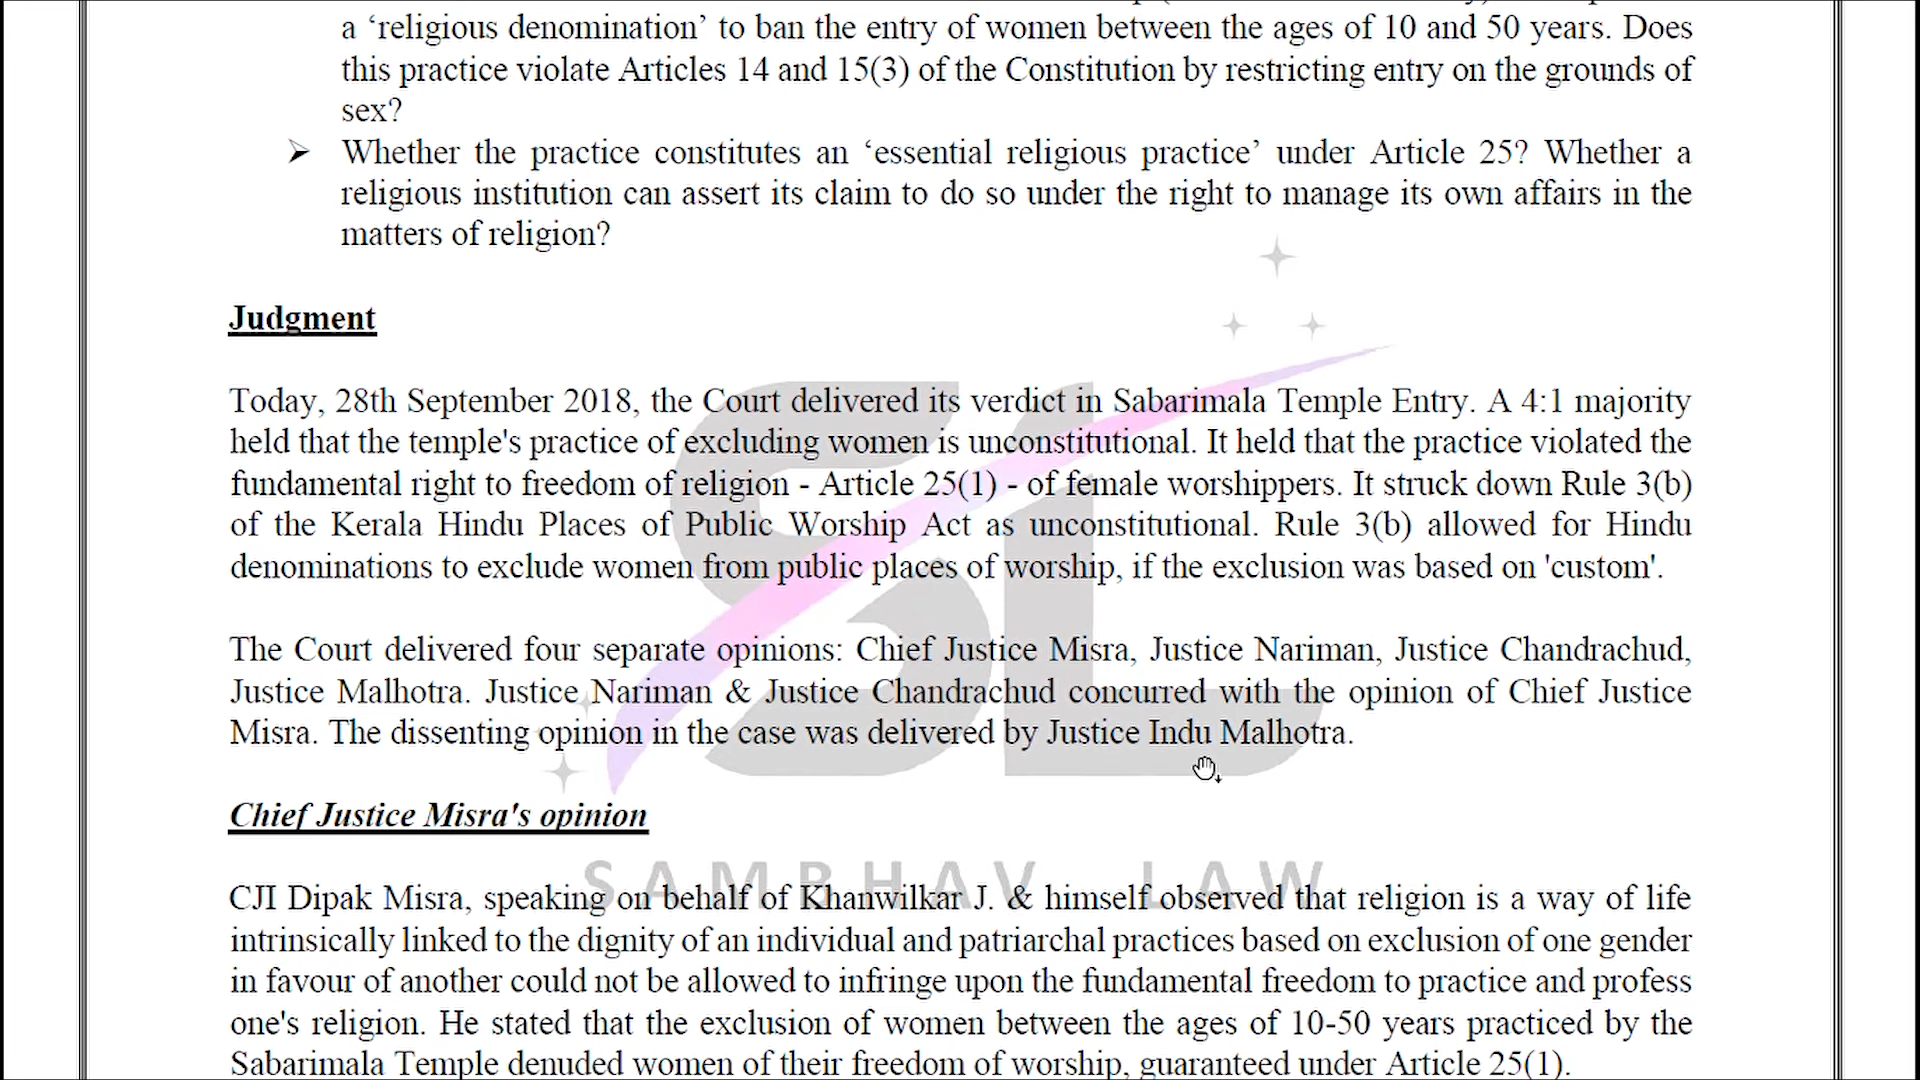 a ‘religious denomination’ to ban the entry of women between the ages of 10 and 50 years. Does
this practice violate Articles 14 and 15(3) of the Constitution by restricting entry on the grounds of
sex?
➢ Whether the practice constitutes an ‘essential religious practice’ under Article 25? Whether a
religious institution can assert its claim to do so under the right to manage its own affairs in the
matters of religion?
Judgment
Today, 28th September 2018, the Court delivered its verdict in Sabarimala Temple Entry. A 4:1 majority
held that the temple's practice of excluding women is unconstitutional. It held that the practice violated the
fundamental right to freedom of religion - Article 25(1) - of female worshippers. It struck down Rule 3(b)
of the Kerala Hindu Places of Public Worship Act as unconstitutional. Rule 3(b) allowed for Hindu
denominations to exclude women from public places of worship, if the exclusion was based on 'custom'.
The Court delivered four separate opinions: Chief Justice Misra, Justice Nariman, Justice Chandrachud,
Justice Malhotra. Justice Nariman & Justice Chandrachud concurred with the opinion of Chief Justice
Misra. The dissenting opinion in the case was delivered by Justice Indu Malhotra.
Chief Justice Misra's opinion
CJI Dipak Misra, speaking on behalf of Khanwilkar J. & himself observed that religion is a way of life
intrinsically linked to the dignity of an individual and patriarchal practices based on exclusion of one gender
in favour of another could not be allowed to infringe upon the fundamental freedom to practice and profess
one's religion. He stated that the exclusion of women between the ages of 10-50 years practiced by the
Sabarimala Temple denuded women of their freedom of worship, guaranteed under Article 25(1).
SL
SAMBHAV LAW